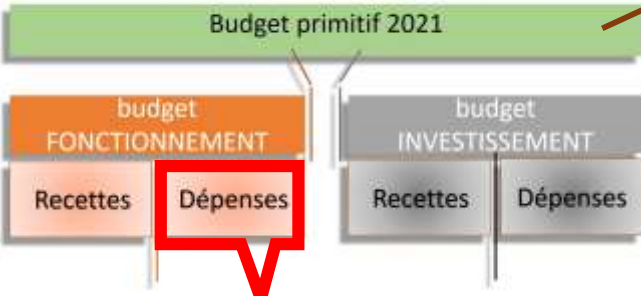 Budget primitif 2021
budget
FONCTIONNEMENT
budget
INVESTISSEMENT
Recettes
Dépenses
Recettes
Dépenses